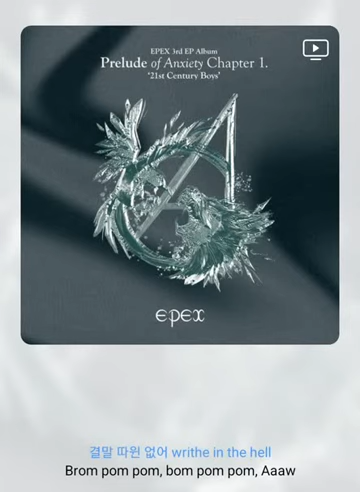 EPEX 3rd EP Album
Prelude of Anxiety Chapter 1.
'21st Century Boys'
epex
결말 따윈 없어 writhe in the hell
Brom pom pom, bom pom pom, Aaaw